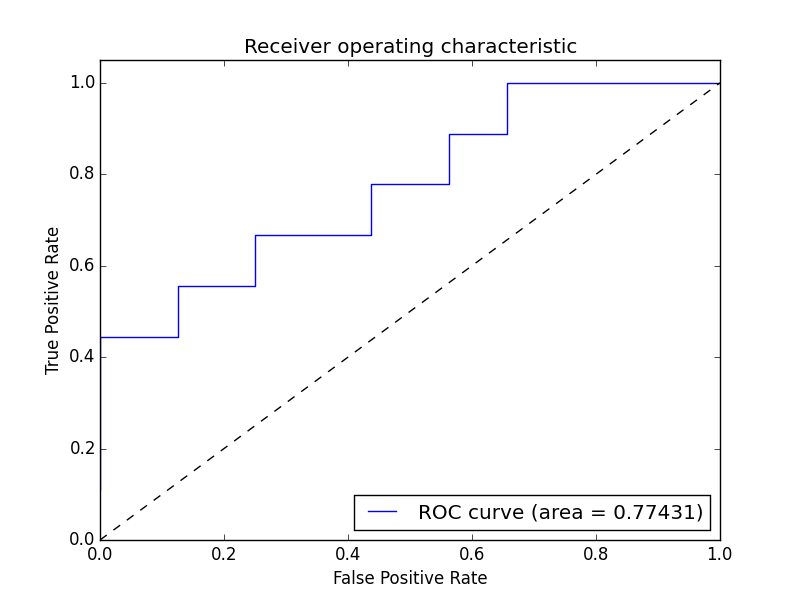 Receiver operating characteristic
1.0
0.8
0.6
0.4
0.2
0.0
True Positive Rate
ROC curve (area = 0.77431)
0.0 0.2 0.4 0.6 0.8 1.0
False Positive Rate